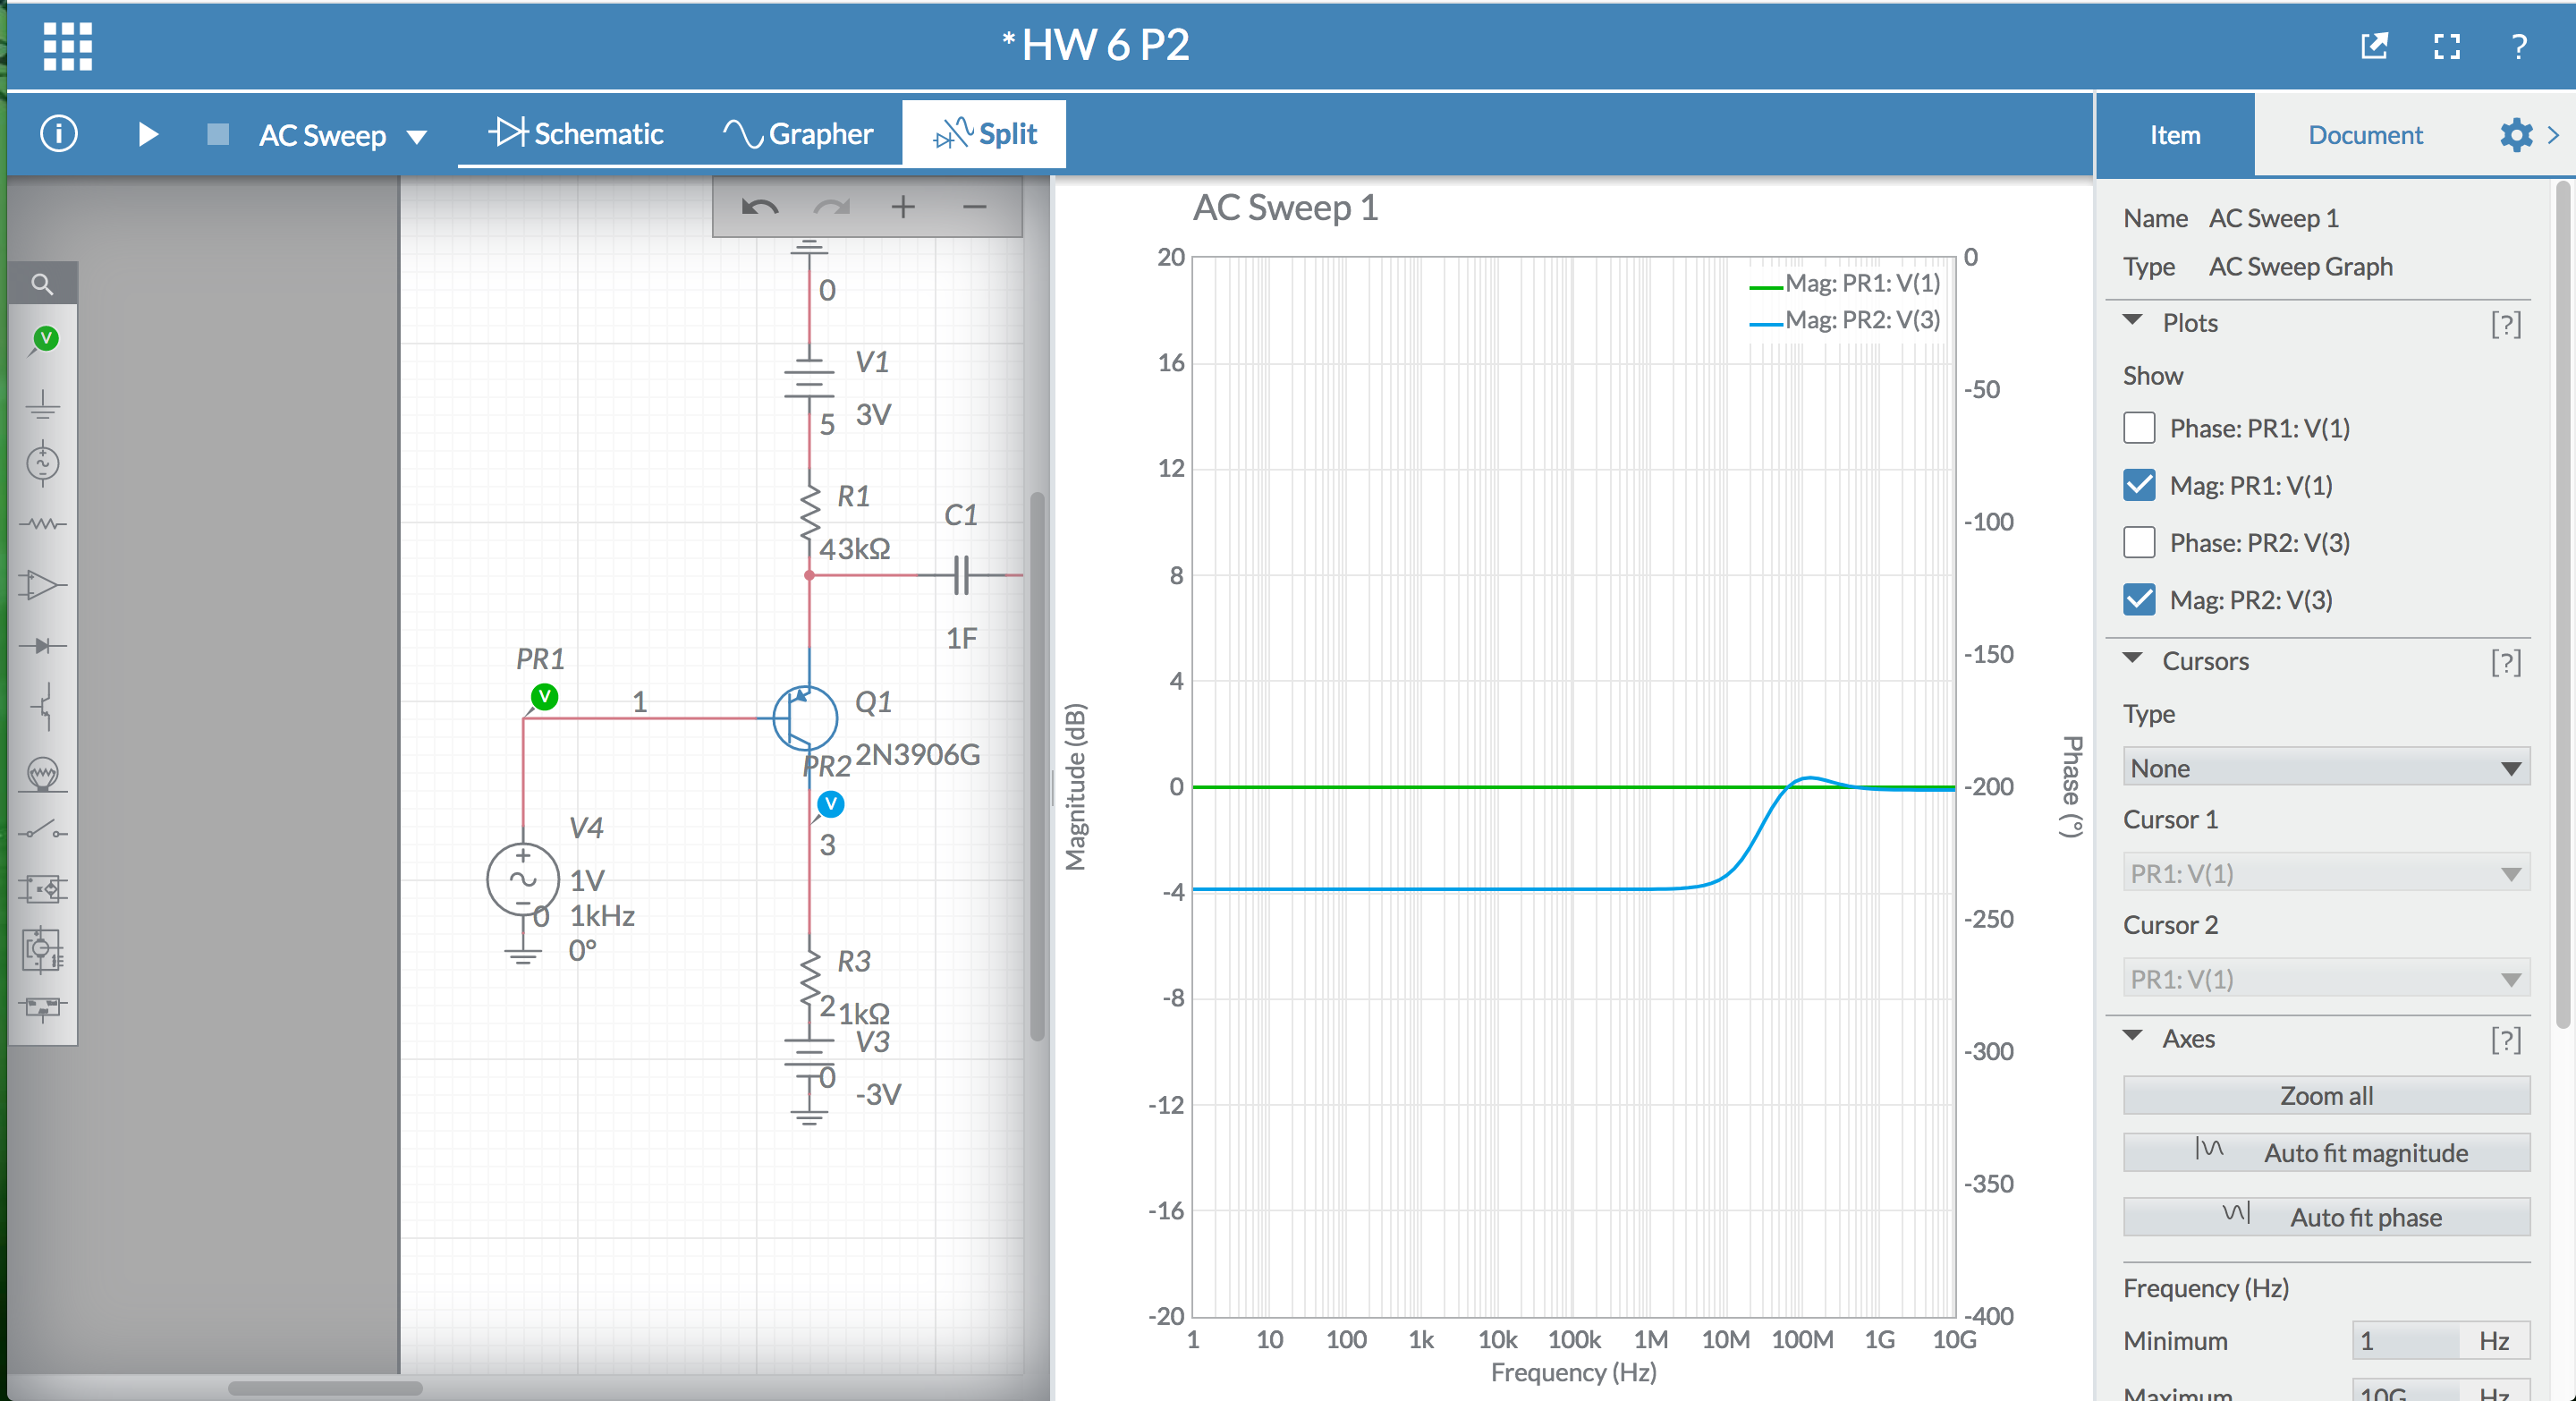 *HW 6 P2
?
i
AC Sweep
Schematic
Grapher
Split
Item
Document
0
V1
5
3V
R1
43kΩ
C1
1F
PR1
V
1
Q1
2N3906G
PR2
V
3
V4
1V
0
1kHz
0°
R3
2
1kΩ
V3
0
-3V
V
AC Sweep 1
Mag: PR1: V(1)
Mag: PR2: V(3)
20
16
12
8
4
0
-4
-8
-12
-16
-20
Magnitude (dB)
0
-50
-100
-150
-200
-250
-300
-350
-400
Phase (°)
1
10
100
1k
10k
100k
1M
10M
100M
1G
10G
Frequency (Hz)
Name AC Sweep 1
Type AC Sweep Graph
Plots [?]
Show
Phase: PR1: V(1)
Mag: PR1: V(1)
Phase: PR2: V(3)
Mag: PR2: V(3)
Cursors [?]
Type
None
Cursor 1
PR1: V(1)
Cursor 2
PR1: V(1)
Axes [?]
Zoom all
Auto fit magnitude
Auto fit phase
Frequency (Hz)
Minimum 1 Hz
Maximum 10G Hz